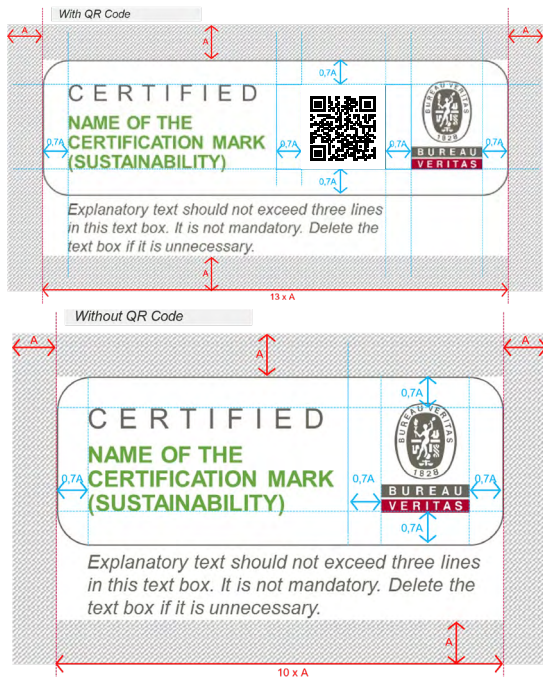 With QR Code
A
A
A
0,7A
CERTIFIED
NAME OF THE
CERTIFICATION MARK
(SUSTAINABILITY)
0,7A
0,7A
0,7A
0,7A
0,7A
BUREAU VERITAS
1828
BUREAU
VERITAS
Explanatory text should not exceed three lines
in this text box. It is not mandatory. Delete the
text box if it is unnecessary.
A
13 x A
Without QR Code
A
A
A
0,7A
CERTIFIED
NAME OF THE
CERTIFICATION MARK
(SUSTAINABILITY)
0,7A
0,7A
0,7A
BUREAU VERITAS
1828
BUREAU
VERITAS
0,7A
Explanatory text should not exceed three lines
in this text box. It is not mandatory. Delete the
text box if it is unnecessary.
A
10 x A